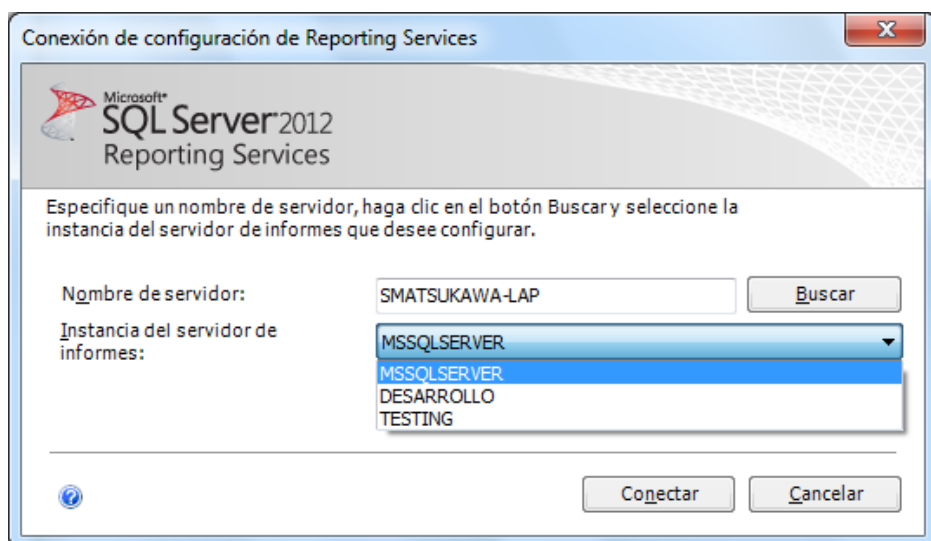 Conexión de configuración de Reporting Services
Microsoft®
SQL Server® 2012
Reporting Services
Especifique un nombre de servidor, haga clic en el botón Buscar y seleccione la
instancia del servidor de informes que desee configurar.
Nombre de servidor:
SMATSUKAWA-LAP
Buscar
Instancia del servidor de
informes:
MSSQLSERVER
MSSQLSERVER
DESARROLLO
TESTING
Conectar
Cancelar